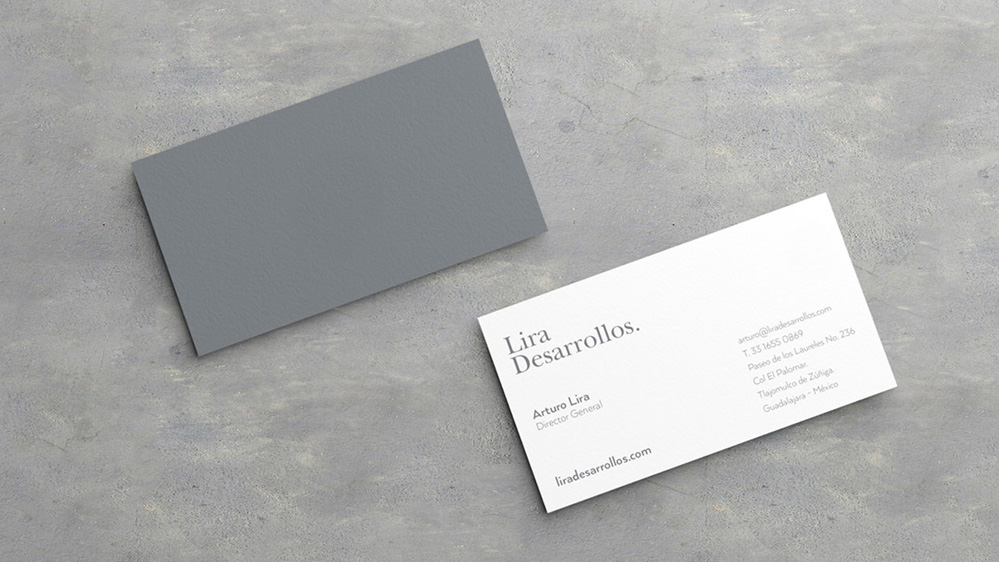 Lira
Desarrollos.
Arturo Lira
Director General
liradesarrollos.com
arturo@liradesarrollos.com
T. 33 1655 0869
Paseo de los Laureles No. 236
Col El Palomar.
Tlajomulco de Zúñiga
Guadalajara - México